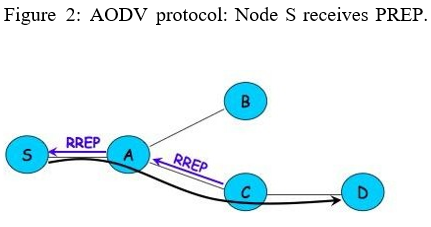 Figure 2: AODV protocol: Node S receives PREP.
B
RREP
S
A
RREP
C
D